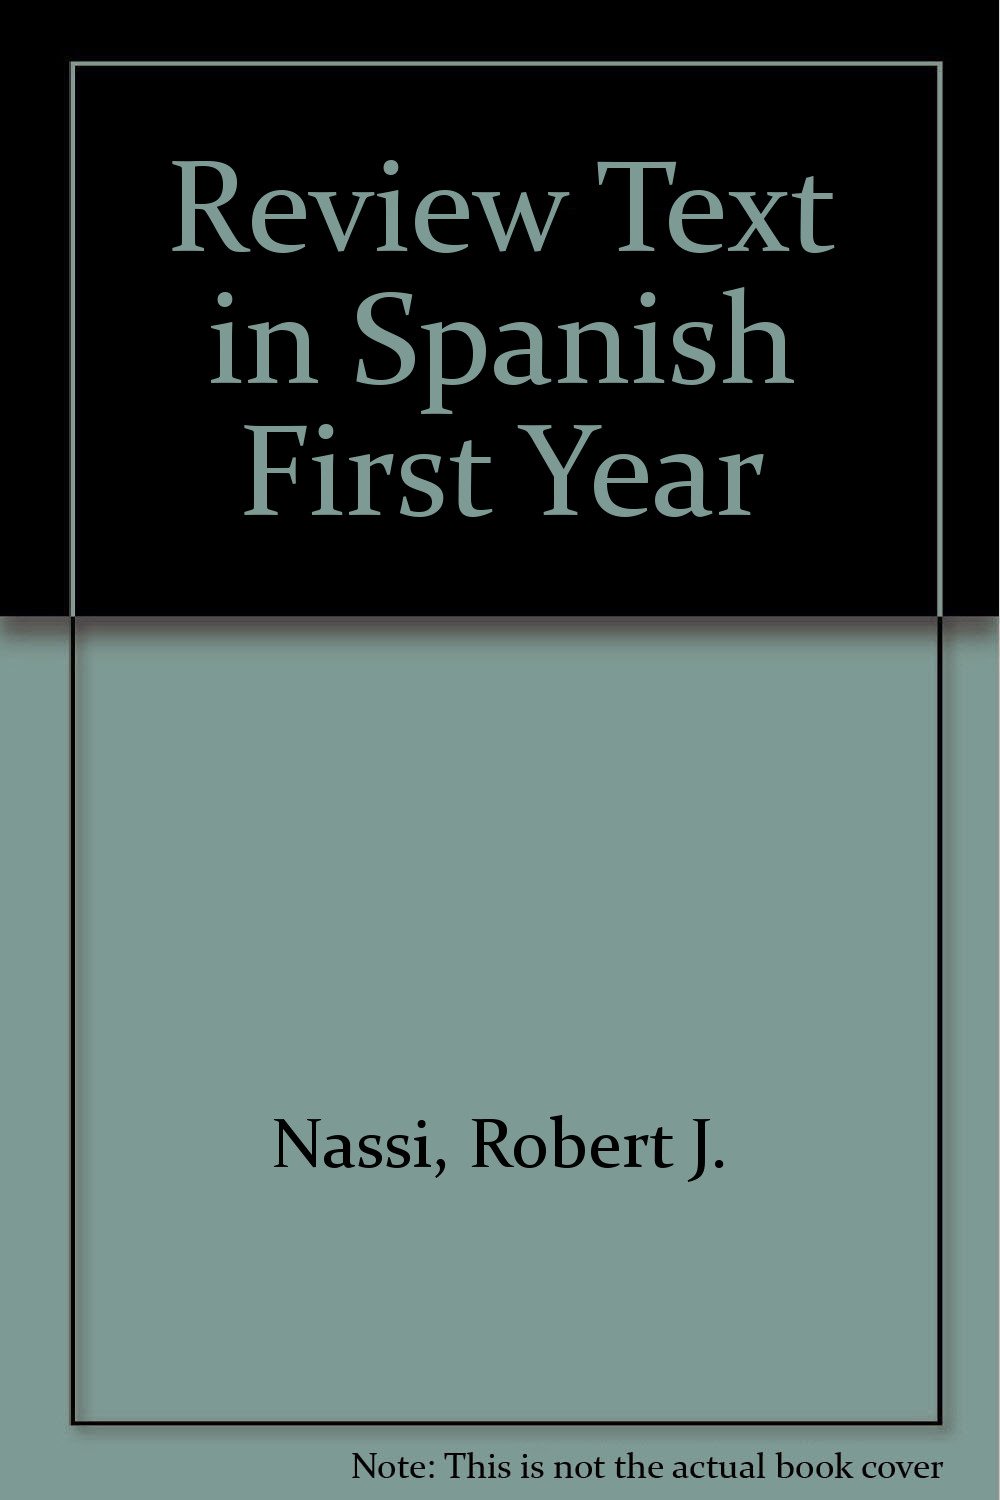 Review Text
in Spanish
First Year
Nassi, Robert J.
Note: This is not the actual book cover